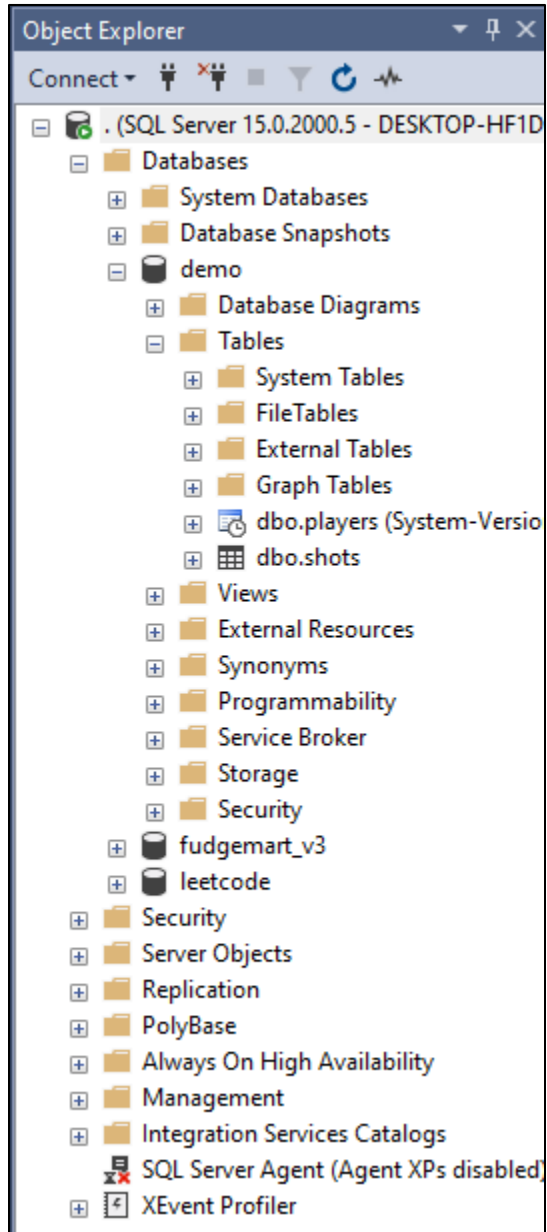 Object Explorer
Connect
. (SQL Server 15.0.2000.5 - DESKTOP-HF1D
Databases
System Databases
Database Snapshots
demo
Database Diagrams
Tables
System Tables
FileTables
External Tables
Graph Tables
dbo.players (System-Versio
dbo.shots
Views
External Resources
Synonyms
Programmability
Service Broker
Storage
Security
fudgemart_v3
leetcode
Security
Server Objects
Replication
PolyBase
Always On High Availability
Management
Integration Services Catalogs
SQL Server Agent (Agent XPs disabled)
XEvent Profiler